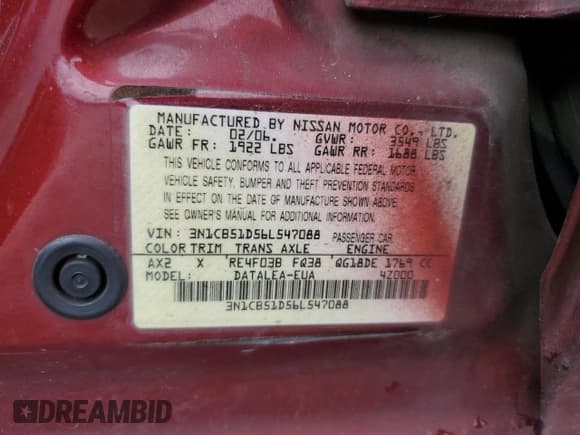 MANUFACTURED BY NISSAN MOTOR CO., LTD.
DATE: 02/06. GVWR: 3549 LBS
GAWR FR: 1922 LBS GAWR RR: 1688 LBS
THIS VEHICLE CONFORMS TO ALL APPLICABLE FEDERAL MOTOR
VEHICLE SAFETY, BUMPER AND THEFT PREVENTION STANDARDS
IN EFFECT ON THE DATE OF MANUFACTURE SHOWN ABOVE.
SEE OWNER'S MANUAL FOR ADDITIONAL INFORMATION.
VIN: 3N1CB51D56L547088 PASSENGER CAR
COLOR TRIM TRANS AXLE ENGINE
AX2 X RE4F03B FQ38 QG18DE 1769 CC
MODEL: DATALEA-EUA 4Z000
3N1CB51D56L547088
DREAMBID